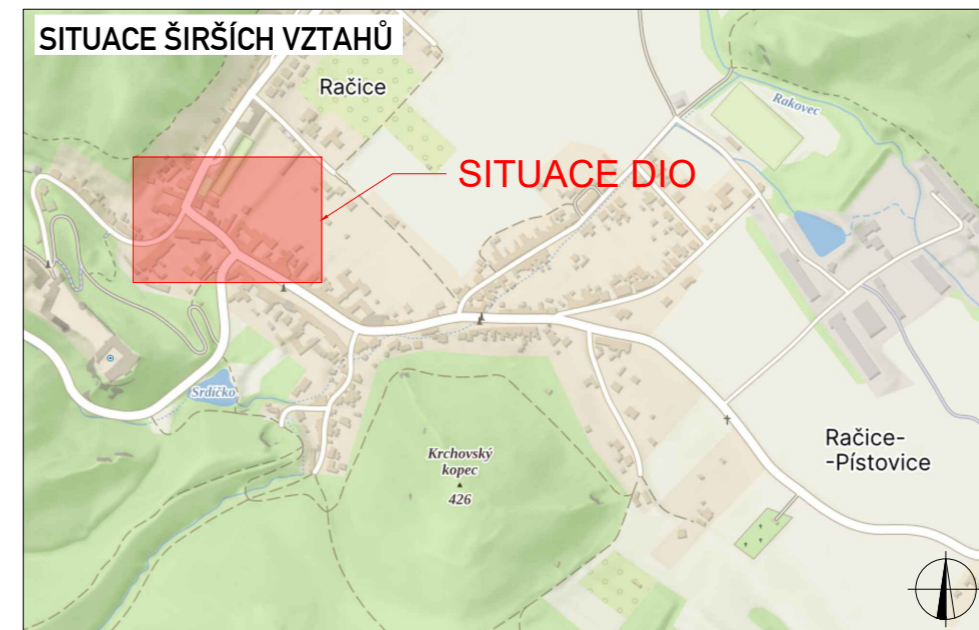 SITUACE ŠIRŠÍCH VZTAHŮ
Račice
Rakovec
SITUACE DIO
Srdíčko
Krchovský
kopec
426
Račice-
-Pístovice